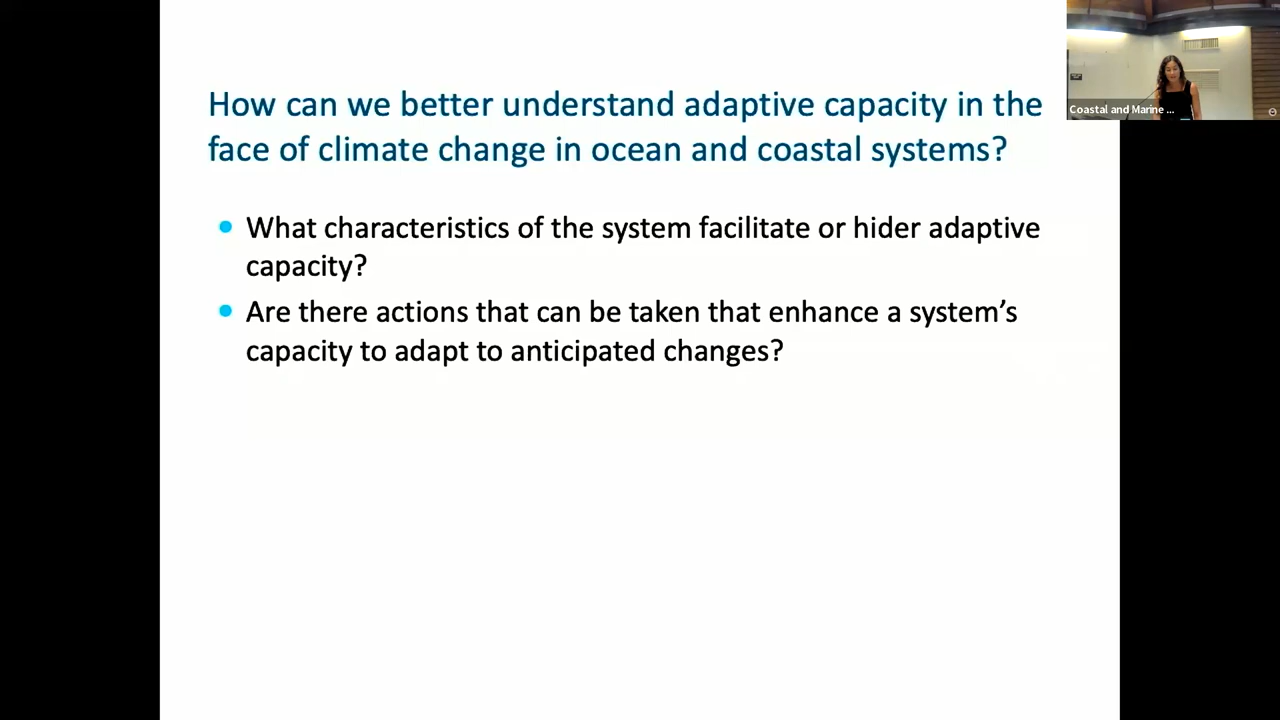 How can we better understand adaptive capacity in the
face of climate change in ocean and coastal systems?
• What characteristics of the system facilitate or hider adaptive
capacity?
• Are there actions that can be taken that enhance a system’s
capacity to adapt to anticipated changes?
Coastal and Marine ...